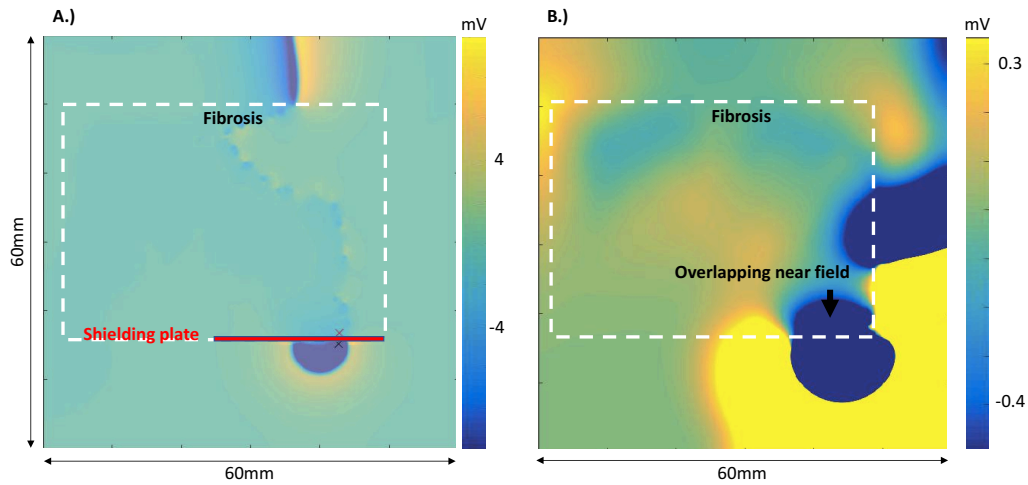 A.)
mV
Fibrosis
4
-4
Shielding plate
60mm
60mm
B.)
mV
0.3
Fibrosis
Overlapping near field
-0.4
60mm